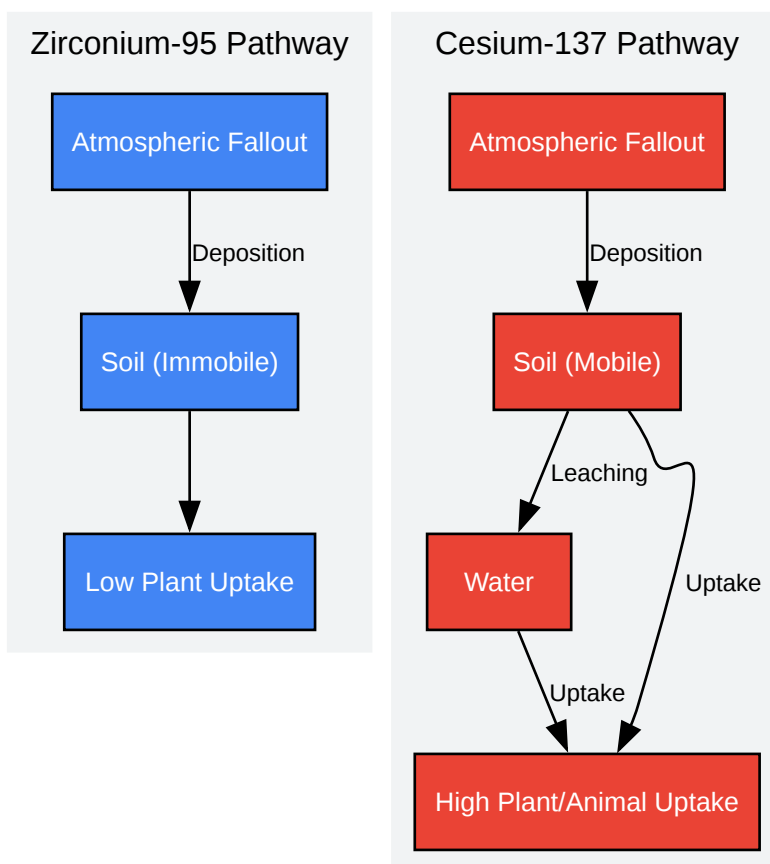 Zirconium-95 Pathway
Atmospheric Fallout
Deposition
Soil (Immobile)
Low Plant Uptake
Cesium-137 Pathway
Atmospheric Fallout
Deposition
Soil (Mobile)
Leaching
Water
Uptake
Uptake
High Plant/Animal Uptake